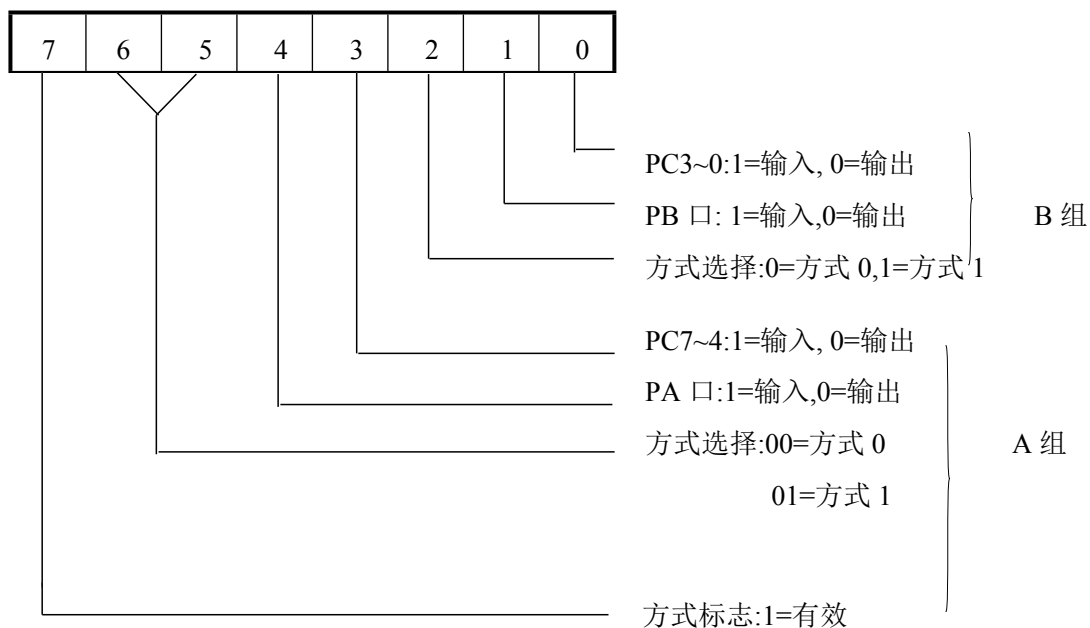 7 6 5 4 3 2 1 0
PC3~0:1=输入, 0=输出
PB 口: 1=输入,0=输出
B 组
方式选择:0=方式 0,1=方式 1
PC7~4:1=输入, 0=输出
PA 口:1=输入,0=输出
方式选择:00=方式 0
A 组
01=方式 1
方式标志:1=有效